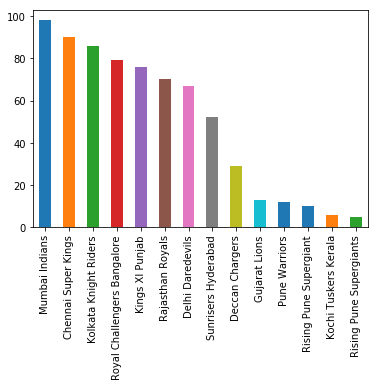 100
80
60
40
20
0
Mumbai Indians
Chennai Super Kings
Kolkata Knight Riders
Royal Challengers Bangalore
Kings XI Punjab
Rajasthan Royals
Delhi Daredevils
Sunrisers Hyderabad
Deccan Chargers
Gujarat Lions
Pune Warriors
Rising Pune Supergiant
Kochi Tuskers Kerala
Rising Pune Supergiants